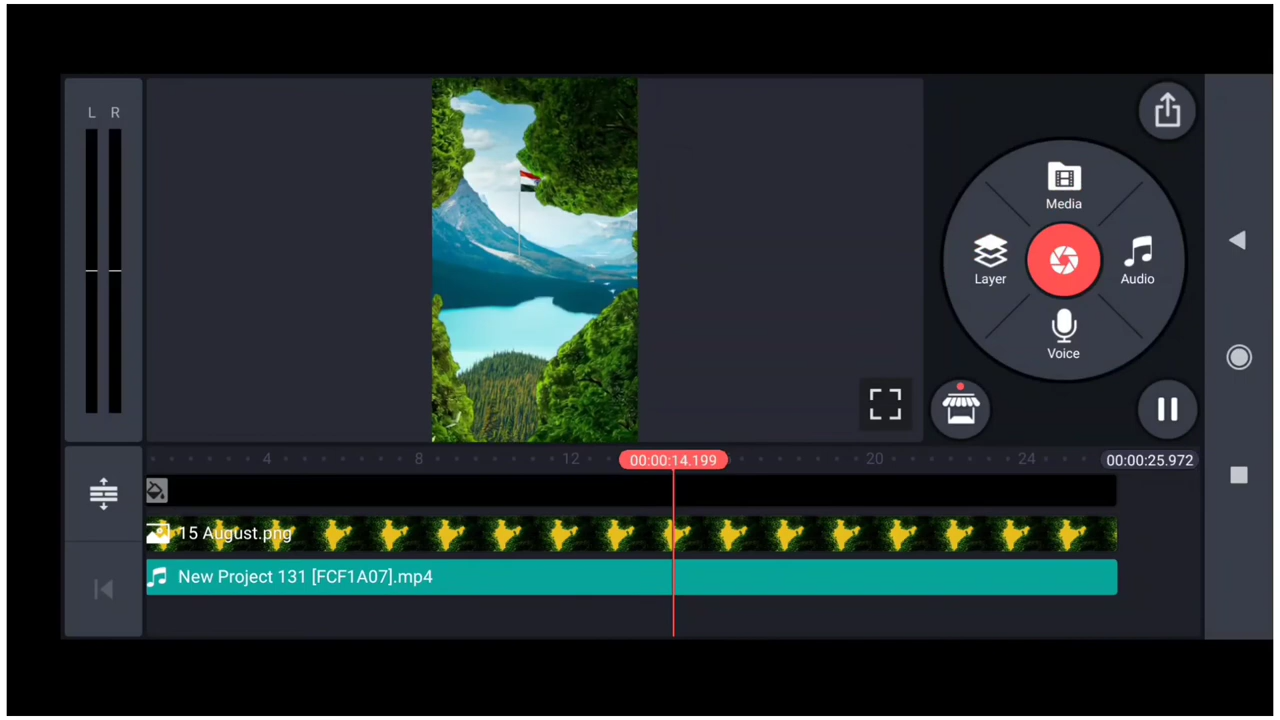 L R
Media
Layer
Audio
Voice
4 8 12 00:00:14.199 20 24 00:00:25.972
15 August.png
New Project 131 [FCF1A07].mp4